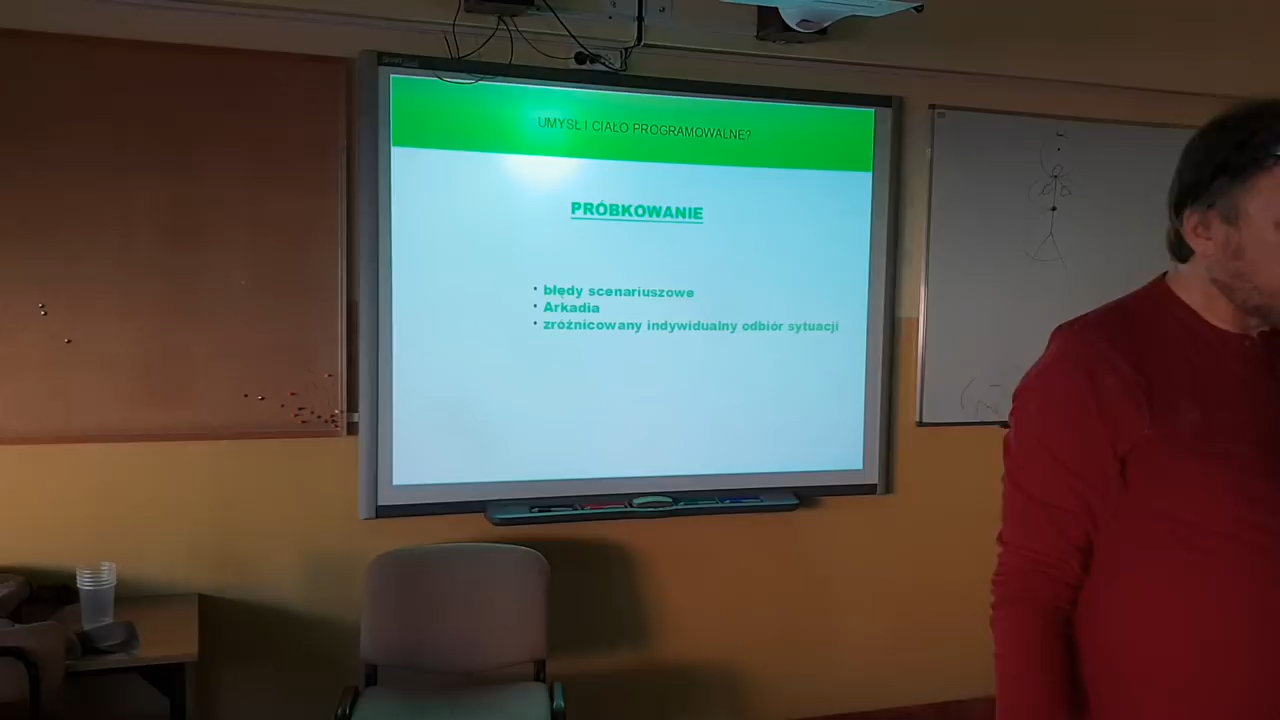 UMYSŁ I CIAŁO PROGRAMOWALNE?
PRÓBKOWANIE
• błędy scenariuszowe
• Arkadia
• zróżnicowany indywidualny odbiór sytuacji